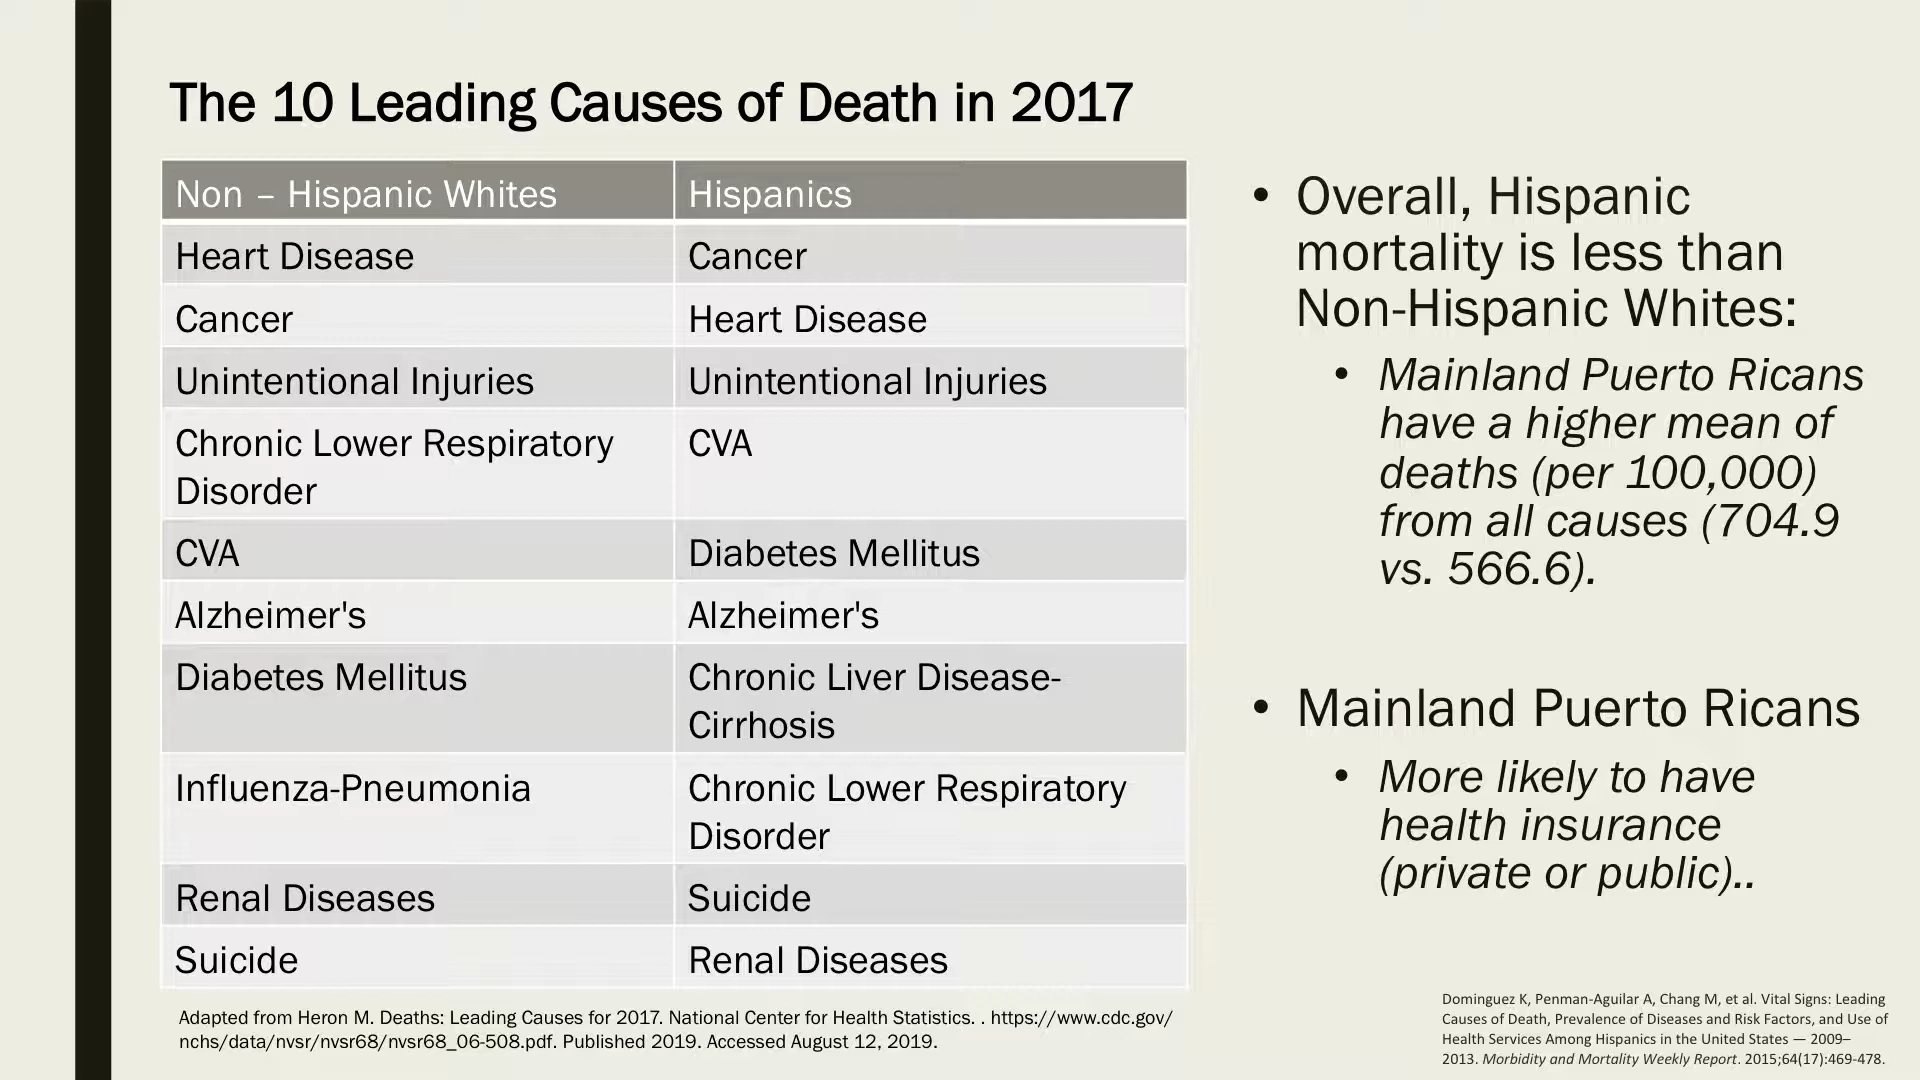 The 10 Leading Causes of Death in 2017
Non – Hispanic Whites
Hispanics
Heart Disease
Cancer
Cancer
Heart Disease
Unintentional Injuries
Unintentional Injuries
Chronic Lower Respiratory
Disorder
CVA
CVA
Diabetes Mellitus
Alzheimer's
Alzheimer's
Diabetes Mellitus
Chronic Liver Disease-
Cirrhosis
Influenza-Pneumonia
Chronic Lower Respiratory
Disorder
Renal Diseases
Suicide
Suicide
Renal Diseases
Adapted from Heron M. Deaths: Leading Causes for 2017. National Center for Health Statistics. . https://www.cdc.gov/
nchs/data/nvsr/nvsr68/nvsr68_06-508.pdf. Published 2019. Accessed August 12, 2019.
• Overall, Hispanic
mortality is less than
Non-Hispanic Whites:
• Mainland Puerto Ricans
have a higher mean of
deaths (per 100,000)
from all causes (704.9
vs. 566.6).
• Mainland Puerto Ricans
• More likely to have
health insurance
(private or public)..
Dominguez K, Penman-Aguilar A, Chang M, et al. Vital Signs: Leading
Causes of Death, Prevalence of Diseases and Risk Factors, and Use of
Health Services Among Hispanics in the United States — 2009–
2013. Morbidity and Mortality Weekly Report. 2015;64(17):469-478.